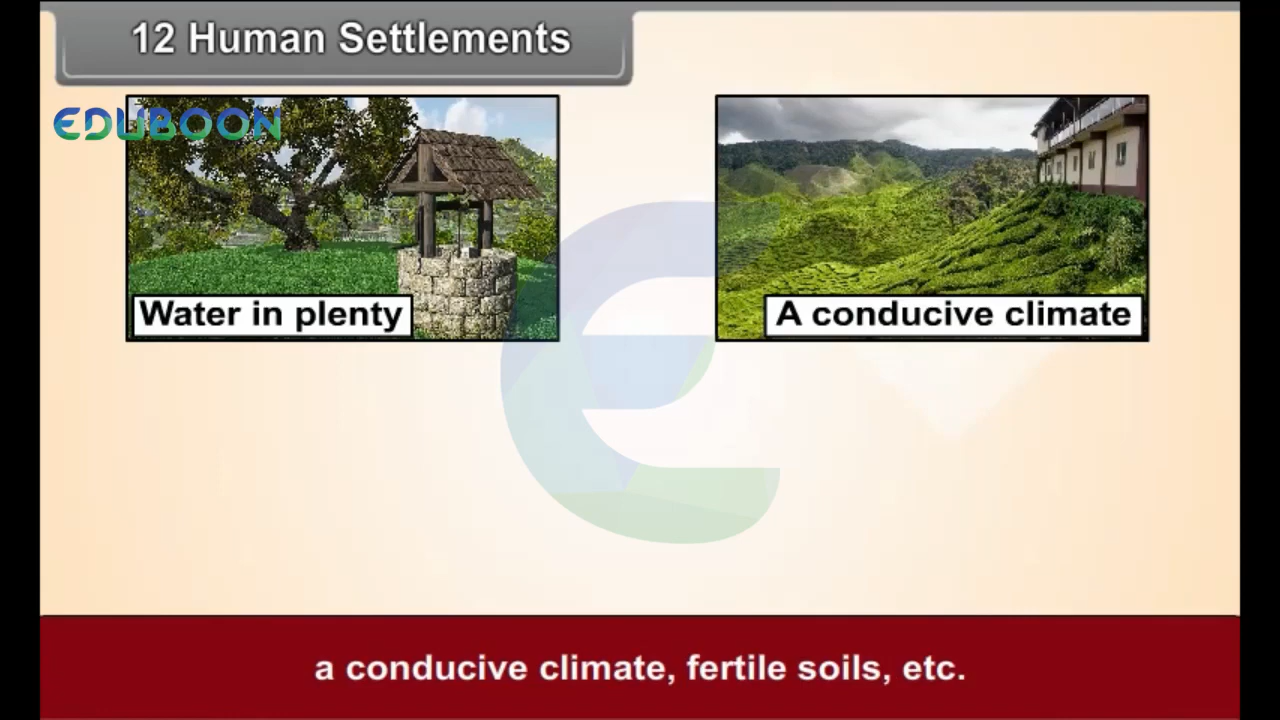 12 Human Settlements
EDUBOON
Water in plenty
A conducive climate
a conducive climate, fertile soils, etc.